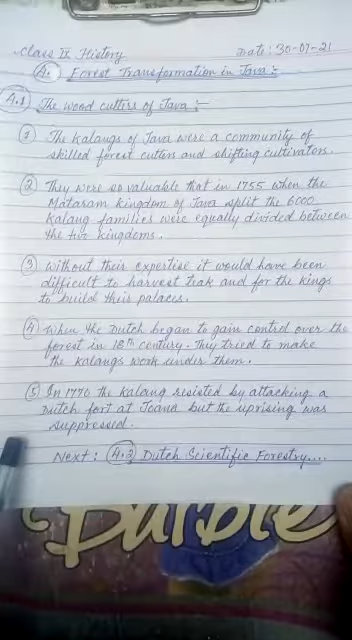 Class IX History Date: 30-07-21
(4.) Forest Transformation in Java :-
(4.1) The wood cutters of Java :-
(1) The Kalangs of Java were a community of
skilled forest cutters and shifting cultivators.
(2) They were so valuable that in 1755 when the
Mataram kingdom of Java split the 6000
Kalang families were equally divided between
the two kingdoms.
(3) Without their expertise it would have been
difficult to harvest teak and for the kings
to build their palaces.
(4) When the Dutch began to gain control over the
forest in 18th century. They tried to make
the kalangs work under them.
(5) In 1770 the Kalang resisted by attacking a
Dutch fort at Joana but the uprising was
suppressed.
Next : (4.2) Dutch Scientific Forestry....
Barbie